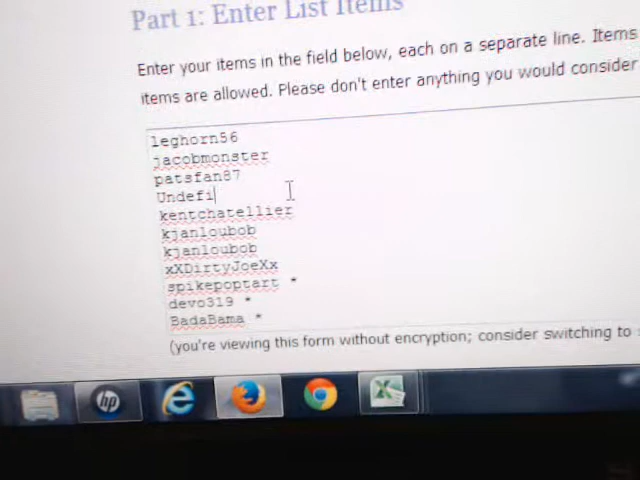 Part 1: Enter List Items
Enter your items in the field below, each on a separate line. Items
items are allowed. Please don't enter anything you would consider
leghorn56
jacobmonster
patsfan87
Undefi
kentchatellier
kjanloubob
kjanloubob
xXDirtyJoeXx
spikepoptart *
devo319 *
BadaBama *
(you're viewing this form without encryption; consider switching to
hp